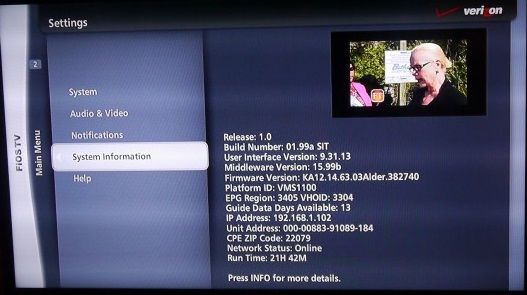 Settings
verizon
2
System
Audio & Video
Notifications
System Information
Help
FiOS TV
Main Menu
Release: 1.0
Build Number: 01.99a SIT
User Interface Version: 9.31.13
Middleware Version: 15.99b
Firmware Version: KA12.14.63.03Alder.382740
Platform ID: VMS1100
EPG Region: 3405 VHOID: 3304
Guide Data Days Available: 13
IP Address: 192.168.1.102
Unit Address: 000-00883-91089-184
CPE ZIP Code: 22079
Network Status: Online
Run Time: 21H 42M
Press INFO for more details.